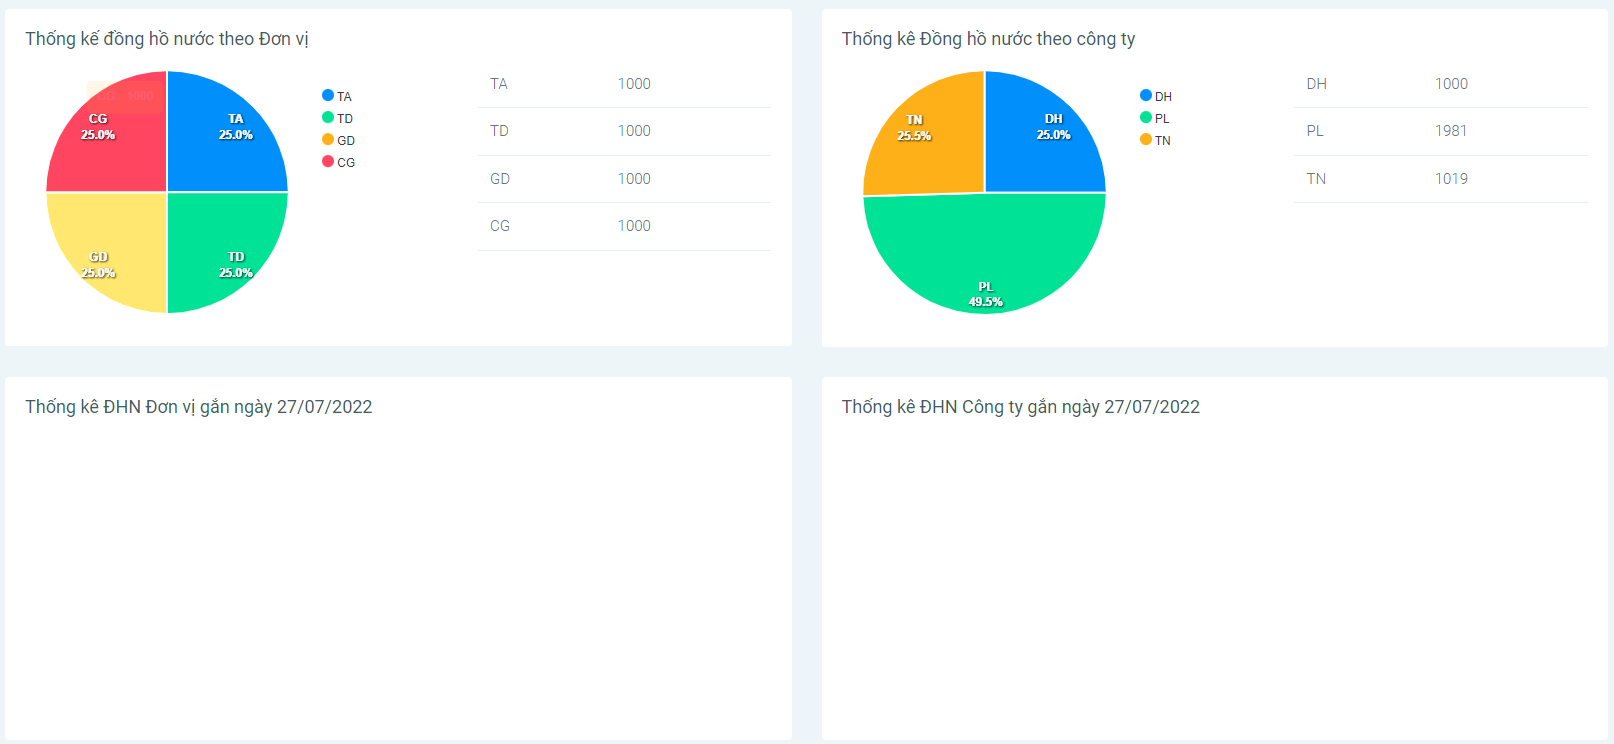 Thống kế đồng hồ nước theo Đơn vị
CG
25.0%
TA
25.0%
GD
25.0%
TD
25.0%
TA
TD
GD
CG
TA 1000
TD 1000
GD 1000
CG 1000
Thống kê Đồng hồ nước theo công ty
TN
25.5%
DH
25.0%
PL
49.5%
DH
PL
TN
DH 1000
PL 1981
TN 1019
Thống kê ĐHN Đơn vị gắn ngày 27/07/2022
Thống kê ĐHN Công ty gắn ngày 27/07/2022